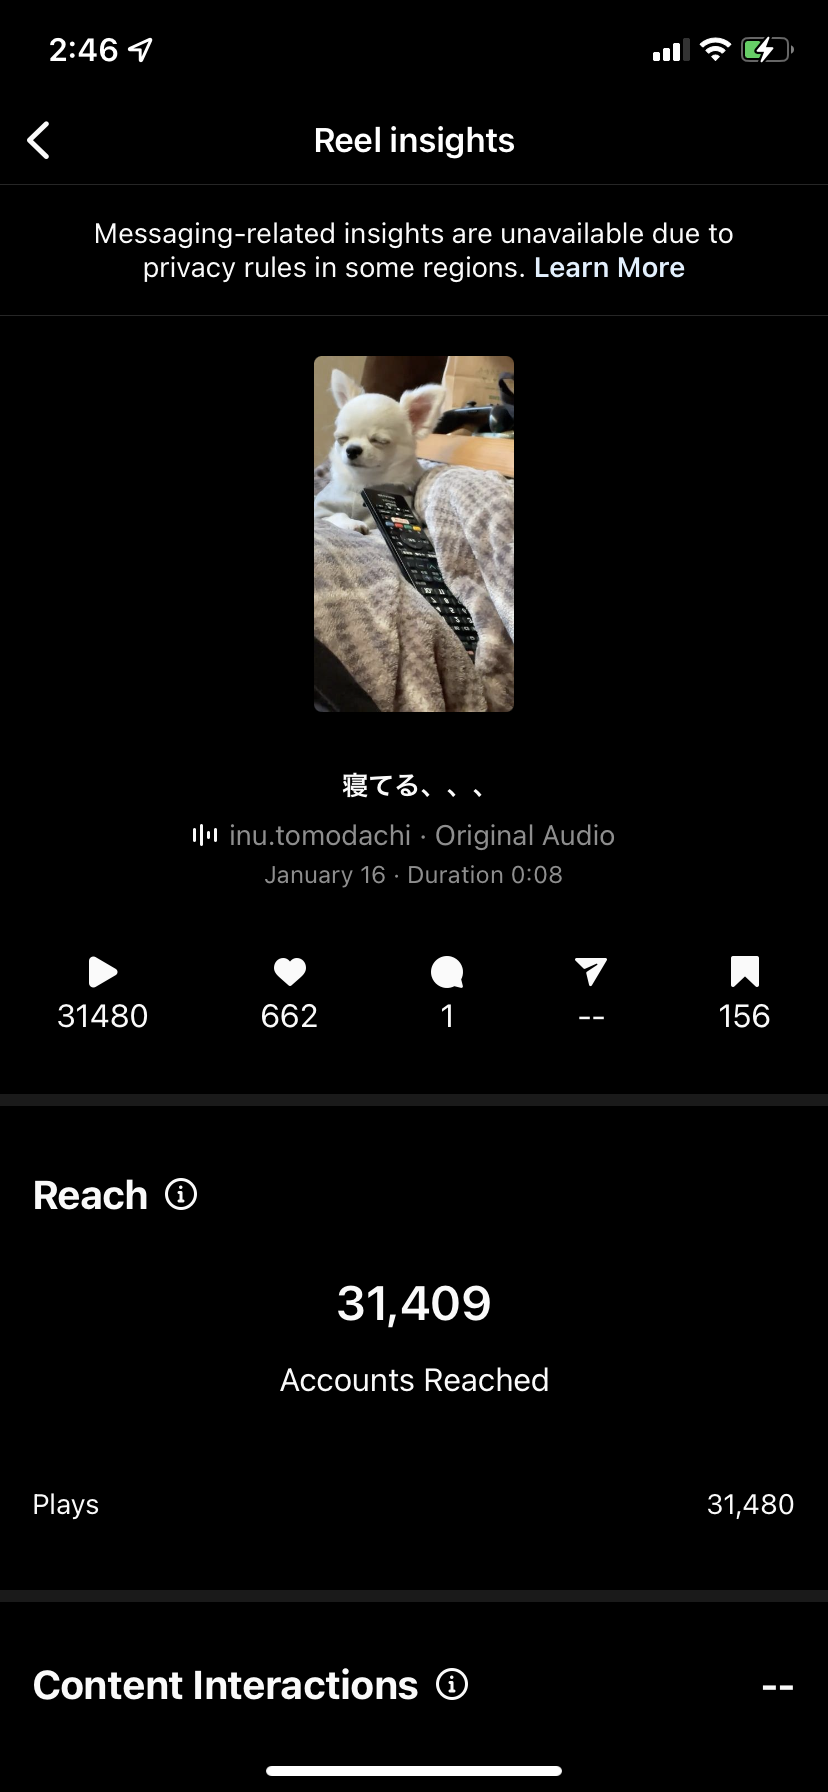 2:46
Reel insights
Messaging-related insights are unavailable due to
privacy rules in some regions. Learn More
寝てる、、、
inu.tomodachi · Original Audio
January 16 · Duration 0:08
31480 662 1 -- 156
Reach
31,409
Accounts Reached
Plays 31,480
Content Interactions --